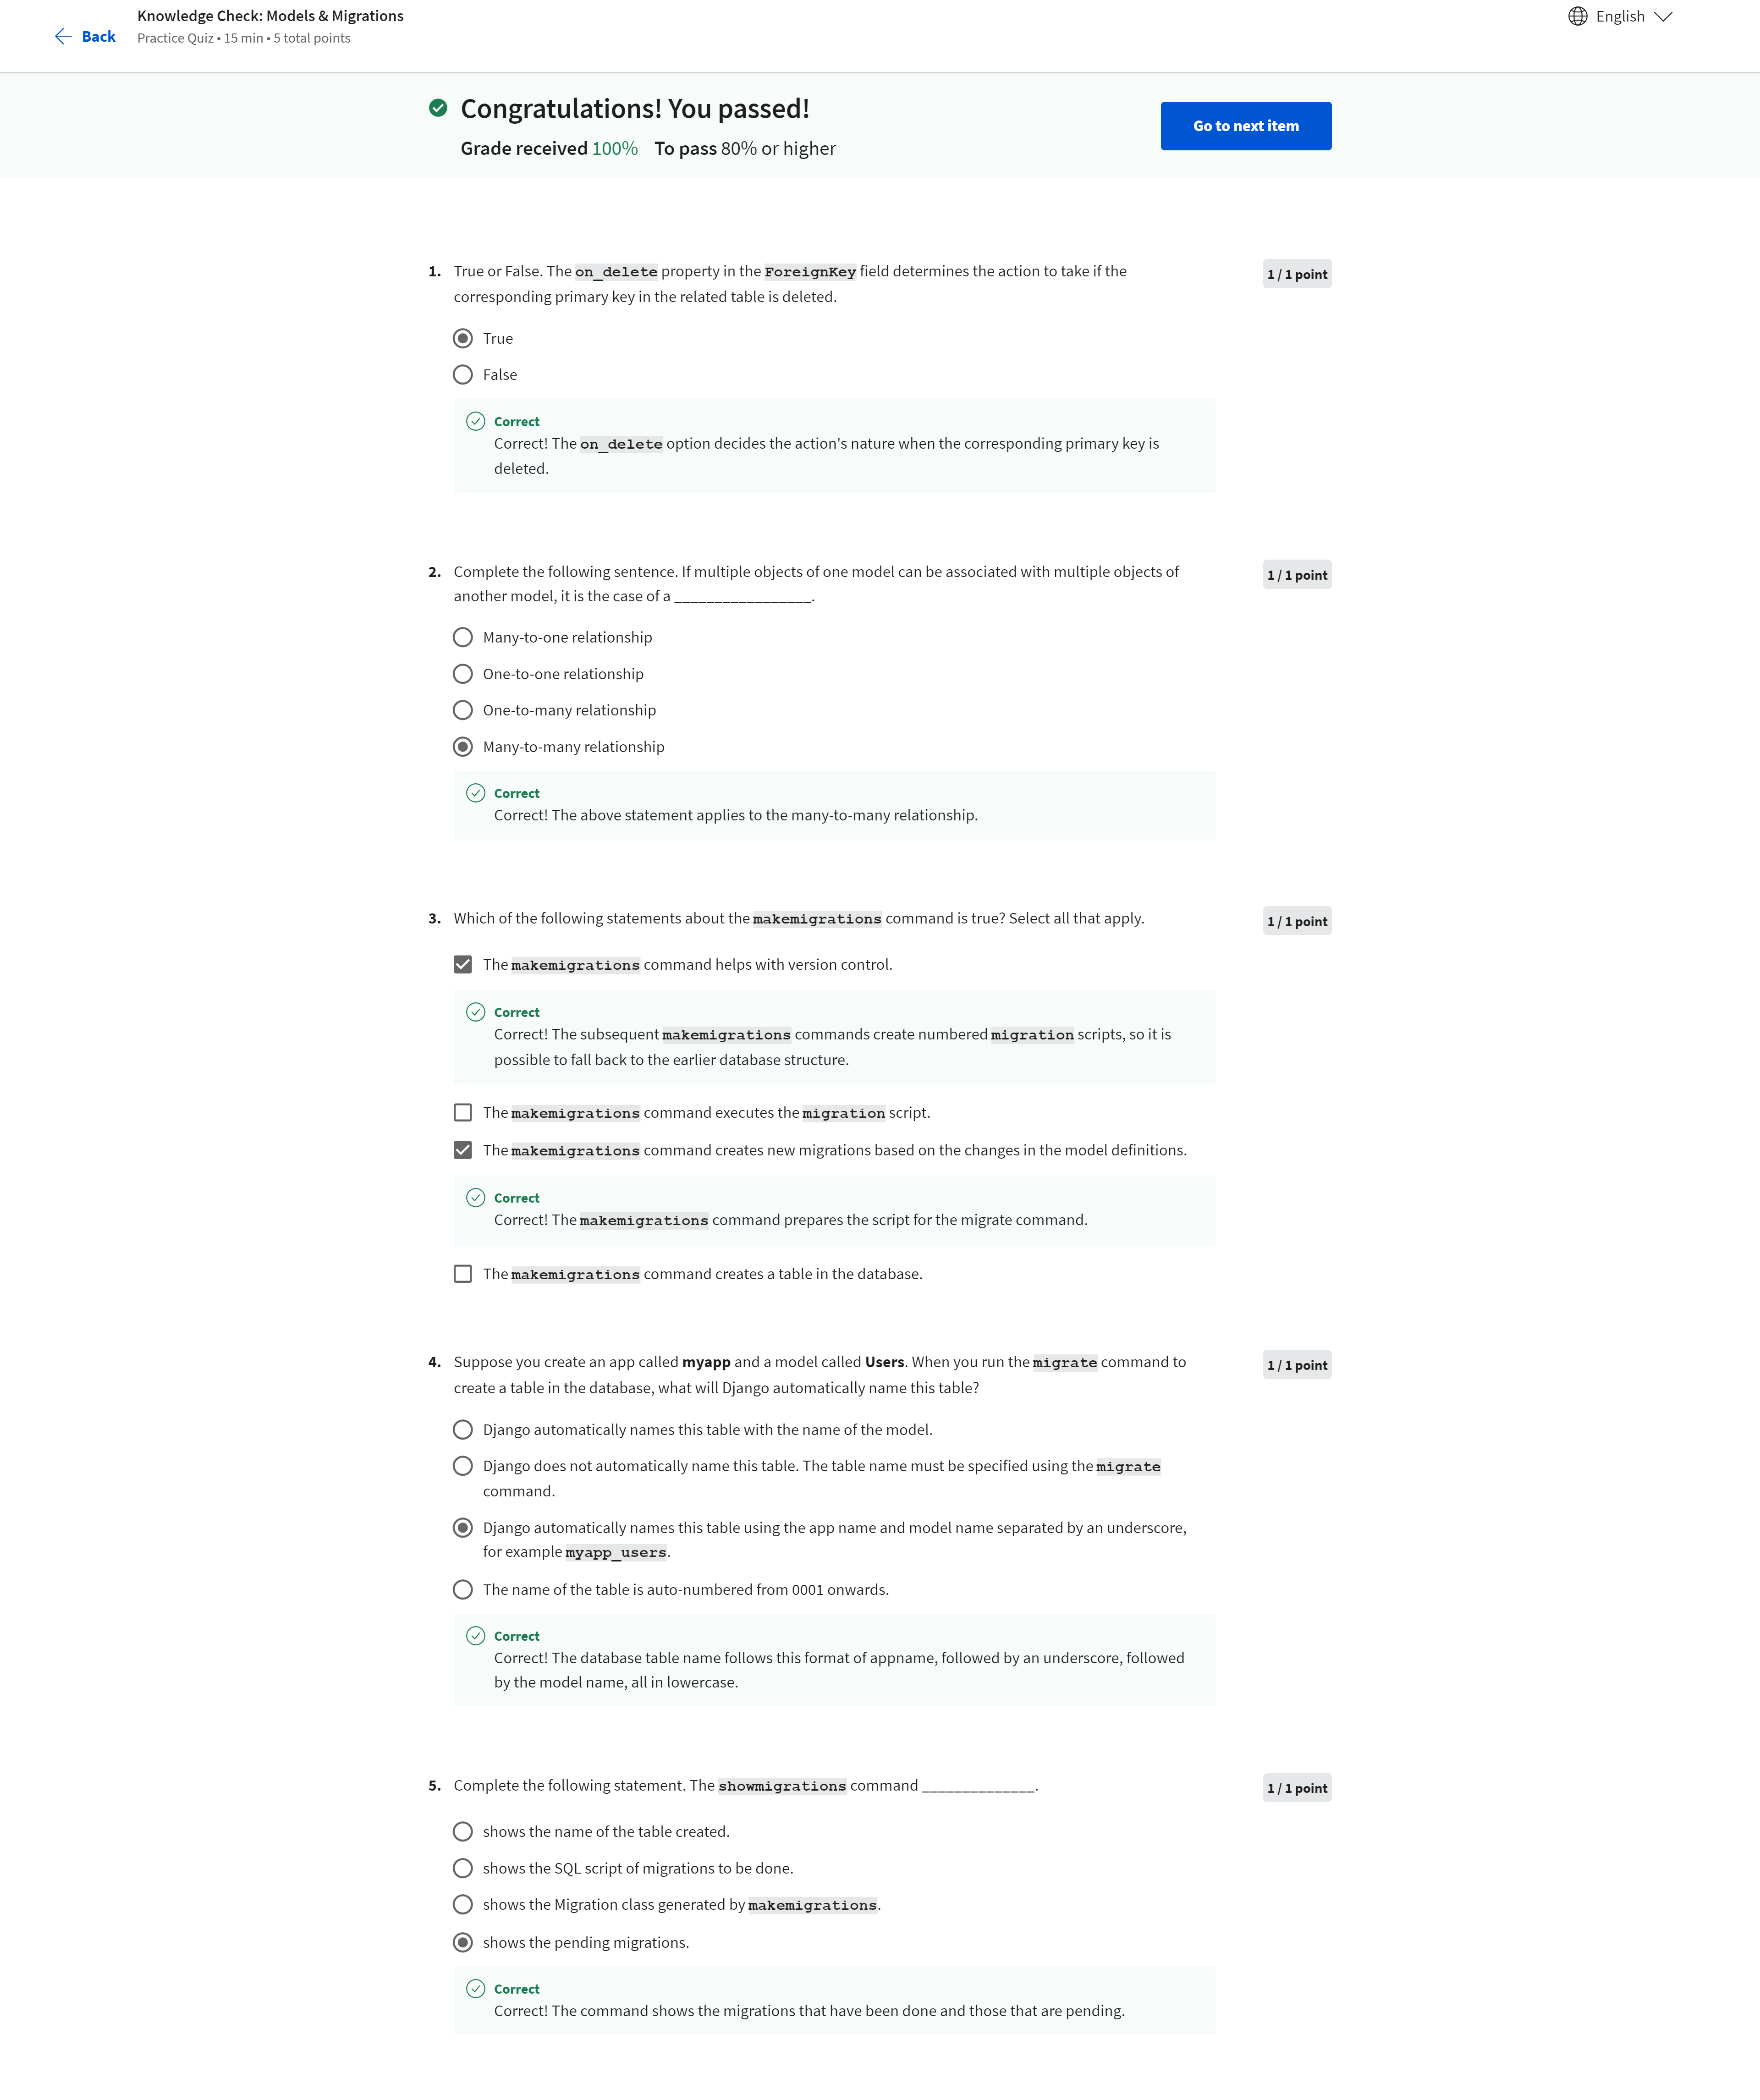 Back
Knowledge Check: Models & Migrations
Practice Quiz • 15 min • 5 total points
English
Congratulations! You passed!
Grade received 100% To pass 80% or higher
Go to next item
1. True or False. The on_delete property in the ForeignKey field determines the action to take if the
corresponding primary key in the related table is deleted.
1 / 1 point
True
False
Correct
Correct! The on_delete option decides the action's nature when the corresponding primary key is
deleted.
2. Complete the following sentence. If multiple objects of one model can be associated with multiple objects of
another model, it is the case of a _________________.
1 / 1 point
Many-to-one relationship
One-to-one relationship
One-to-many relationship
Many-to-many relationship
Correct
Correct! The above statement applies to the many-to-many relationship.
3. Which of the following statements about the makemigrations command is true? Select all that apply.
1 / 1 point
The makemigrations command helps with version control.
Correct
Correct! The subsequent makemigrations commands create numbered migration scripts, so it is
possible to fall back to the earlier database structure.
The makemigrations command executes the migration script.
The makemigrations command creates new migrations based on the changes in the model definitions.
Correct
Correct! The makemigrations command prepares the script for the migrate command.
The makemigrations command creates a table in the database.
4. Suppose you create an app called myapp and a model called Users. When you run the migrate command to
create a table in the database, what will Django automatically name this table?
1 / 1 point
Django automatically names this table with the name of the model.
Django does not automatically name this table. The table name must be specified using the migrate
command.
Django automatically names this table using the app name and model name separated by an underscore,
for example myapp_users.
The name of the table is auto-numbered from 0001 onwards.
Correct
Correct! The database table name follows this format of appname, followed by an underscore, followed
by the model name, all in lowercase.
5. Complete the following statement. The showmigrations command ______________.
1 / 1 point
shows the name of the table created.
shows the SQL script of migrations to be done.
shows the Migration class generated by makemigrations.
shows the pending migrations.
Correct
Correct! The command shows the migrations that have been done and those that are pending.